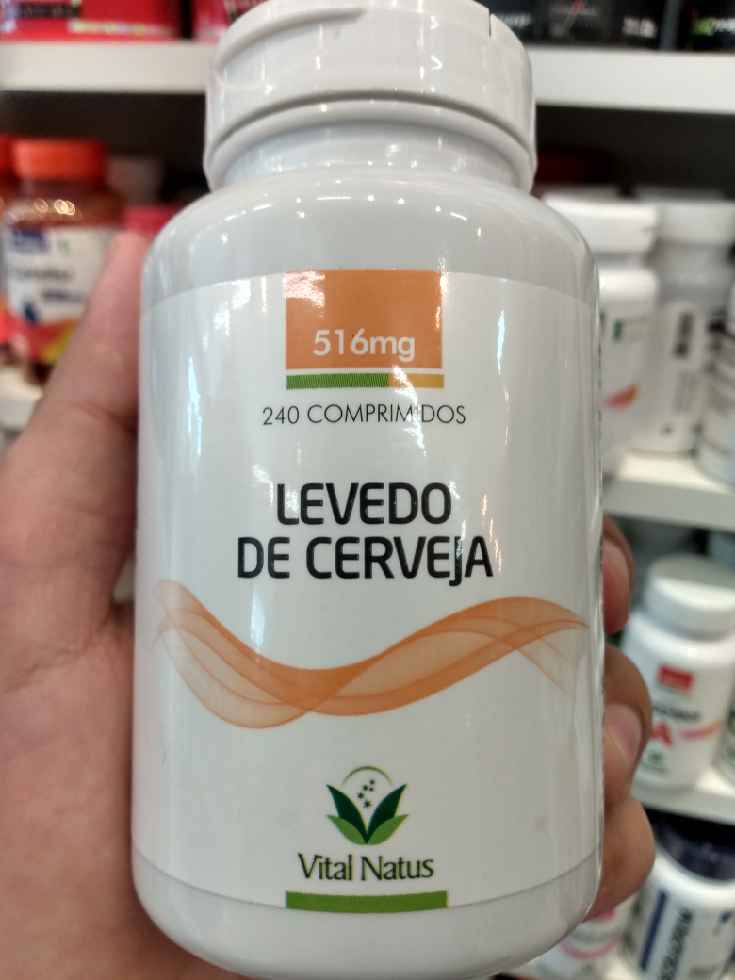 516mg
240 COMPRIMIDOS
LEVEDO
DE CERVEJA
Vital Natus